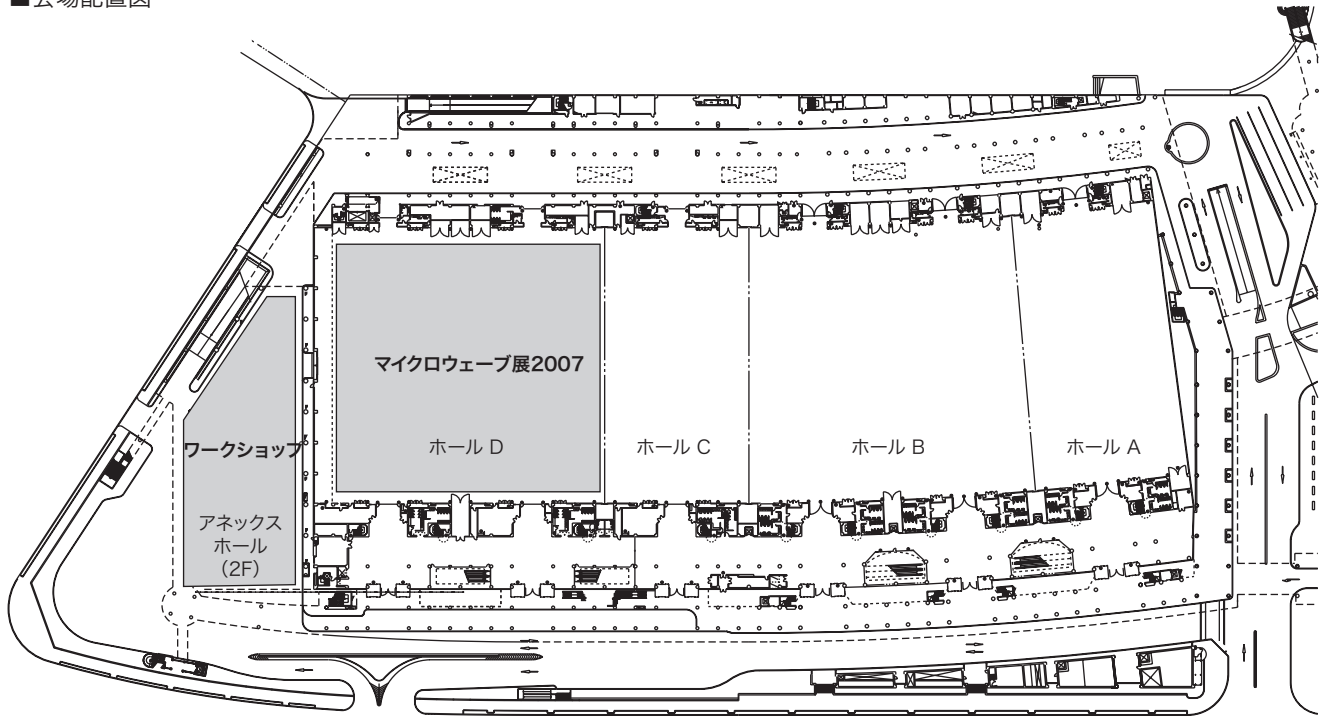 ■会場配置図
マイクロウェーブ展2007
ホール D
ホール C
ホール B
ホール A
ワークショップ
アネックス
ホール
(2F)